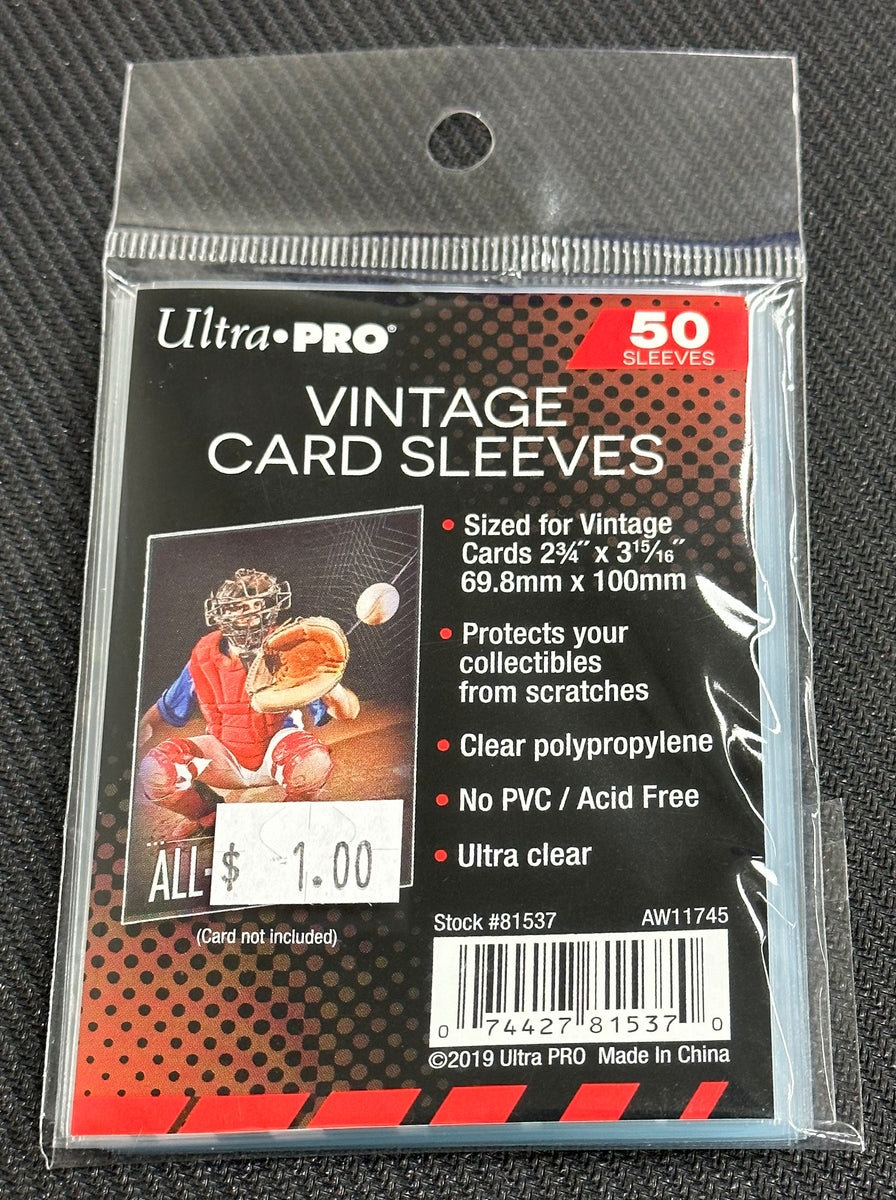 Ultra•PRO®
50
SLEEVES
VINTAGE
CARD SLEEVES
• Sized for Vintage
Cards 2¾″ x 3¹⁵⁄₁₆″
69.8mm x 100mm
• Protects your
collectibles
from scratches
• Clear polypropylene
• No PVC / Acid Free
• Ultra clear
ALL-
$ 1.00
(Card not included)
Stock #81537 AW11745
0 74427 81537 0
©2019 Ultra PRO Made In China